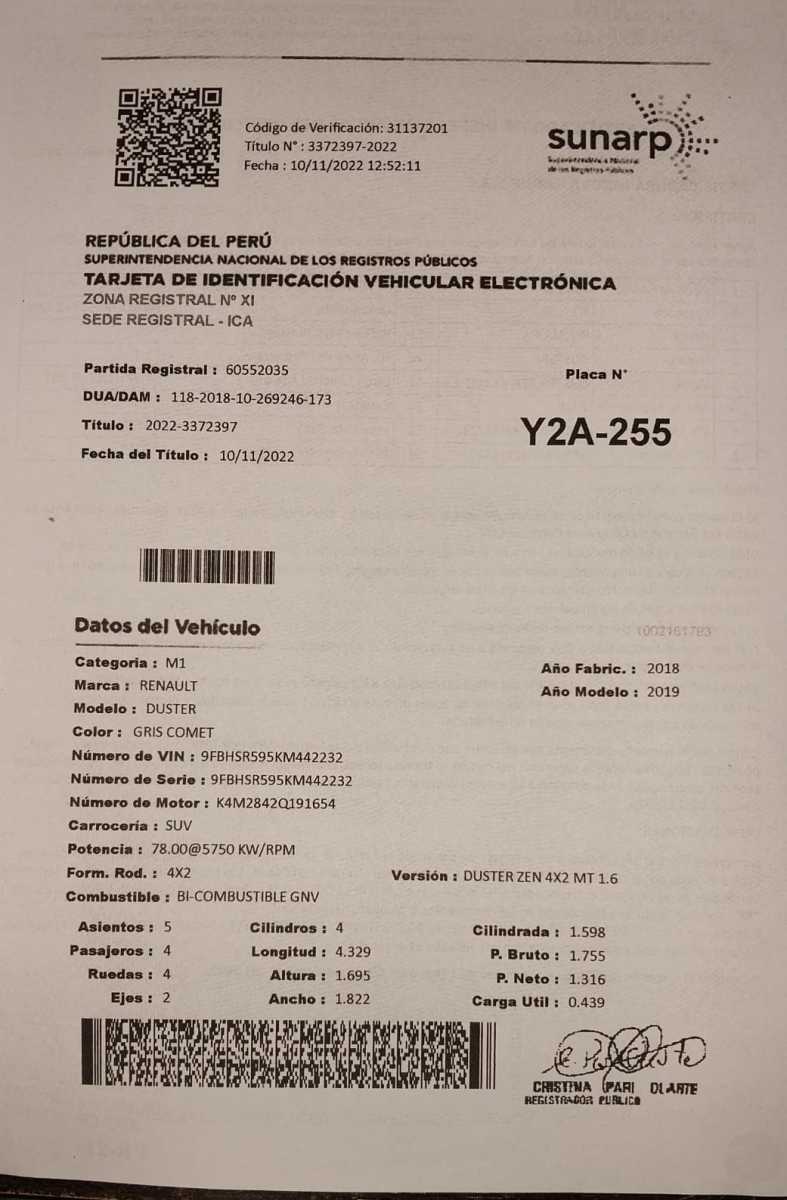 Código de Verificación: 31137201
Título N° : 3372397-2022
Fecha : 10/11/2022 12:52:11
sunarp
Superintendencia Nacional
de los Registros Públicos
REPÚBLICA DEL PERÚ
SUPERINTENDENCIA NACIONAL DE LOS REGISTROS PÚBLICOS
TARJETA DE IDENTIFICACIÓN VEHICULAR ELECTRÓNICA
ZONA REGISTRAL Nº XI
SEDE REGISTRAL - ICA
Partida Registral : 60552035
Placa N°
DUA/DAM : 118-2018-10-269246-173
Título : 2022-3372397
Y2A-255
Fecha del Título : 10/11/2022
Datos del Vehículo
1002161783
Categoria : M1
Año Fabric. : 2018
Marca : RENAULT
Año Modelo : 2019
Modelo : DUSTER
Color : GRIS COMET
Número de VIN : 9FBHSR595KM442232
Número de Serie : 9FBHSR595KM442232
Número de Motor : K4M2842Q191654
Carrocería : SUV
Potencia : 78.00@5750 KW/RPM
Form. Rod. : 4X2
Versión : DUSTER ZEN 4X2 MT 1.6
Combustible : BI-COMBUSTIBLE GNV
Asientos : 5 Cilindros : 4 Cilindrada : 1.598
Pasajeros : 4 Longitud : 4.329 P. Bruto : 1.755
Ruedas : 4 Altura : 1.695 P. Neto : 1.316
Ejes : 2 Ancho : 1.822 Carga Util : 0.439
CRISTINA PARI OLARTE
REGISTRADOR PUBLICO